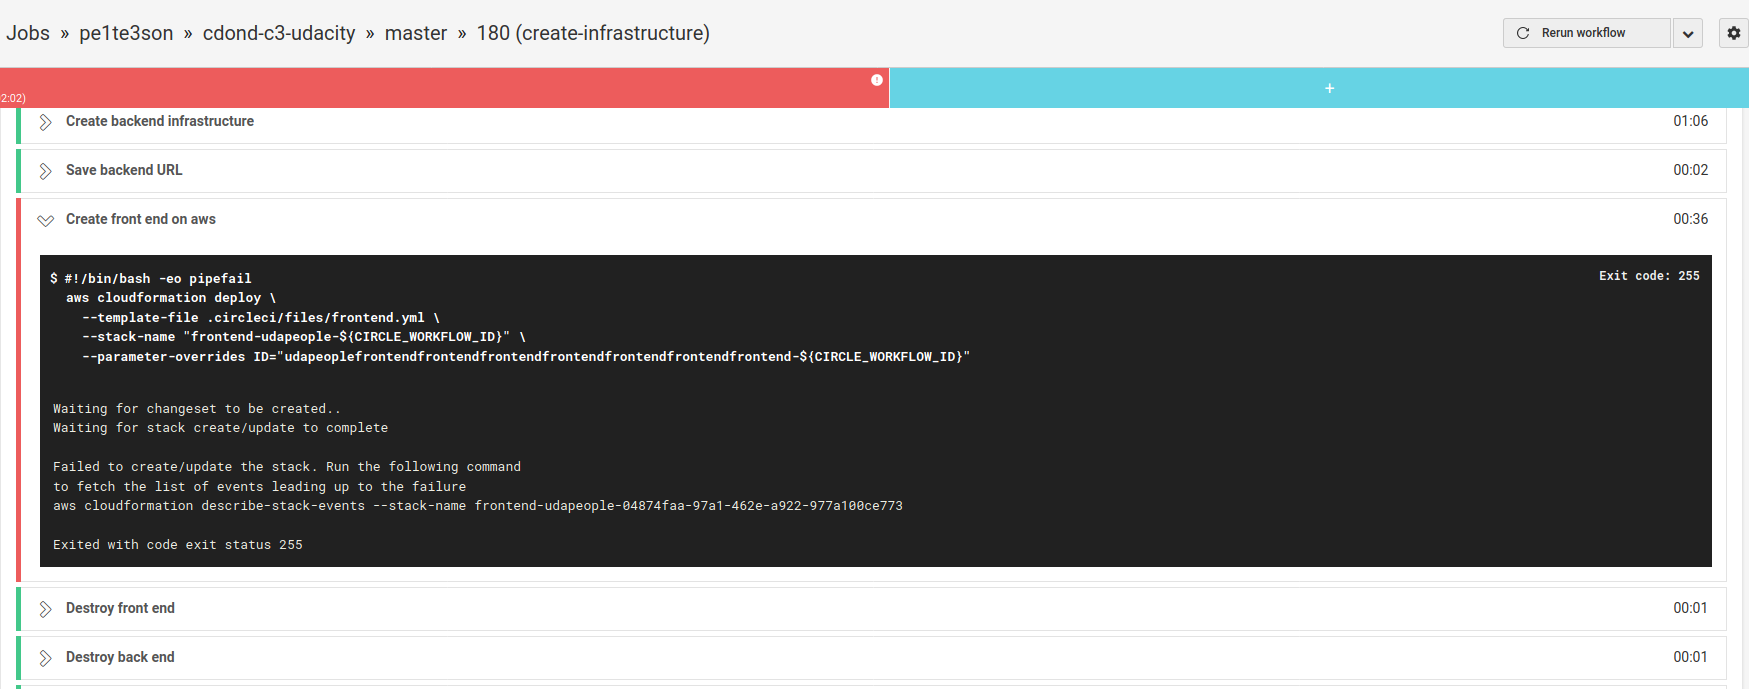 Jobs » pe1te3son » cdond-c3-udacity » master » 180 (create-infrastructure)
Rerun workflow
2:02)
+
Create backend infrastructure 01:06
Save backend URL 00:02
Create front end on aws 00:36
$ #!/bin/bash -eo pipefail
Exit code: 255
aws cloudformation deploy \
--template-file .circleci/files/frontend.yml \
--stack-name "frontend-udapeople-${CIRCLE_WORKFLOW_ID}" \
--parameter-overrides ID="udapeoplefrontendfrontendfrontendfrontendfrontendfrontendfrontend-${CIRCLE_WORKFLOW_ID}"
Waiting for changeset to be created..
Waiting for stack create/update to complete
Failed to create/update the stack. Run the following command
to fetch the list of events leading up to the failure
aws cloudformation describe-stack-events --stack-name frontend-udapeople-04874faa-97a1-462e-a922-977a100ce773
Exited with code exit status 255
Destroy front end 00:01
Destroy back end 00:01